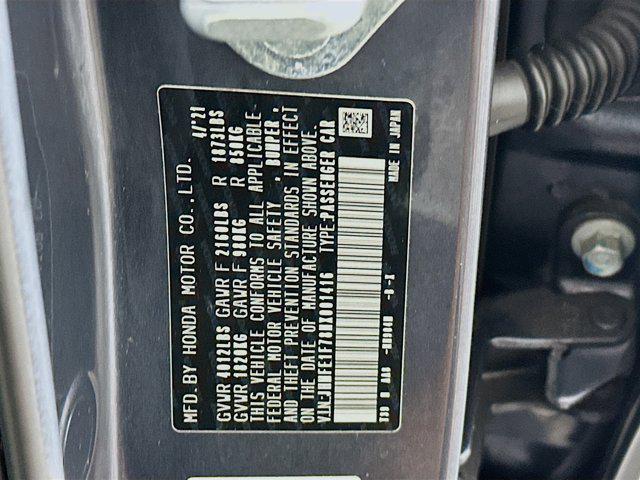 MFD. BY HONDA MOTOR CO., LTD. 4/'21
GVWR 4012LBS GAWR F 2160LBS R 1873LBS
GVWR 1820KG GAWR F 980KG R 850KG
THIS VEHICLE CONFORMS TO ALL APPLICABLE
FEDERAL MOTOR VEHICLE SAFETY , BUMPER ,
AND THEFT PREVENTION STANDARDS IN EFFECT
ON THE DATE OF MANUFACTURE SHOWN ABOVE.
TYPE:PASSENGER CAR
MADE IN JAPAN